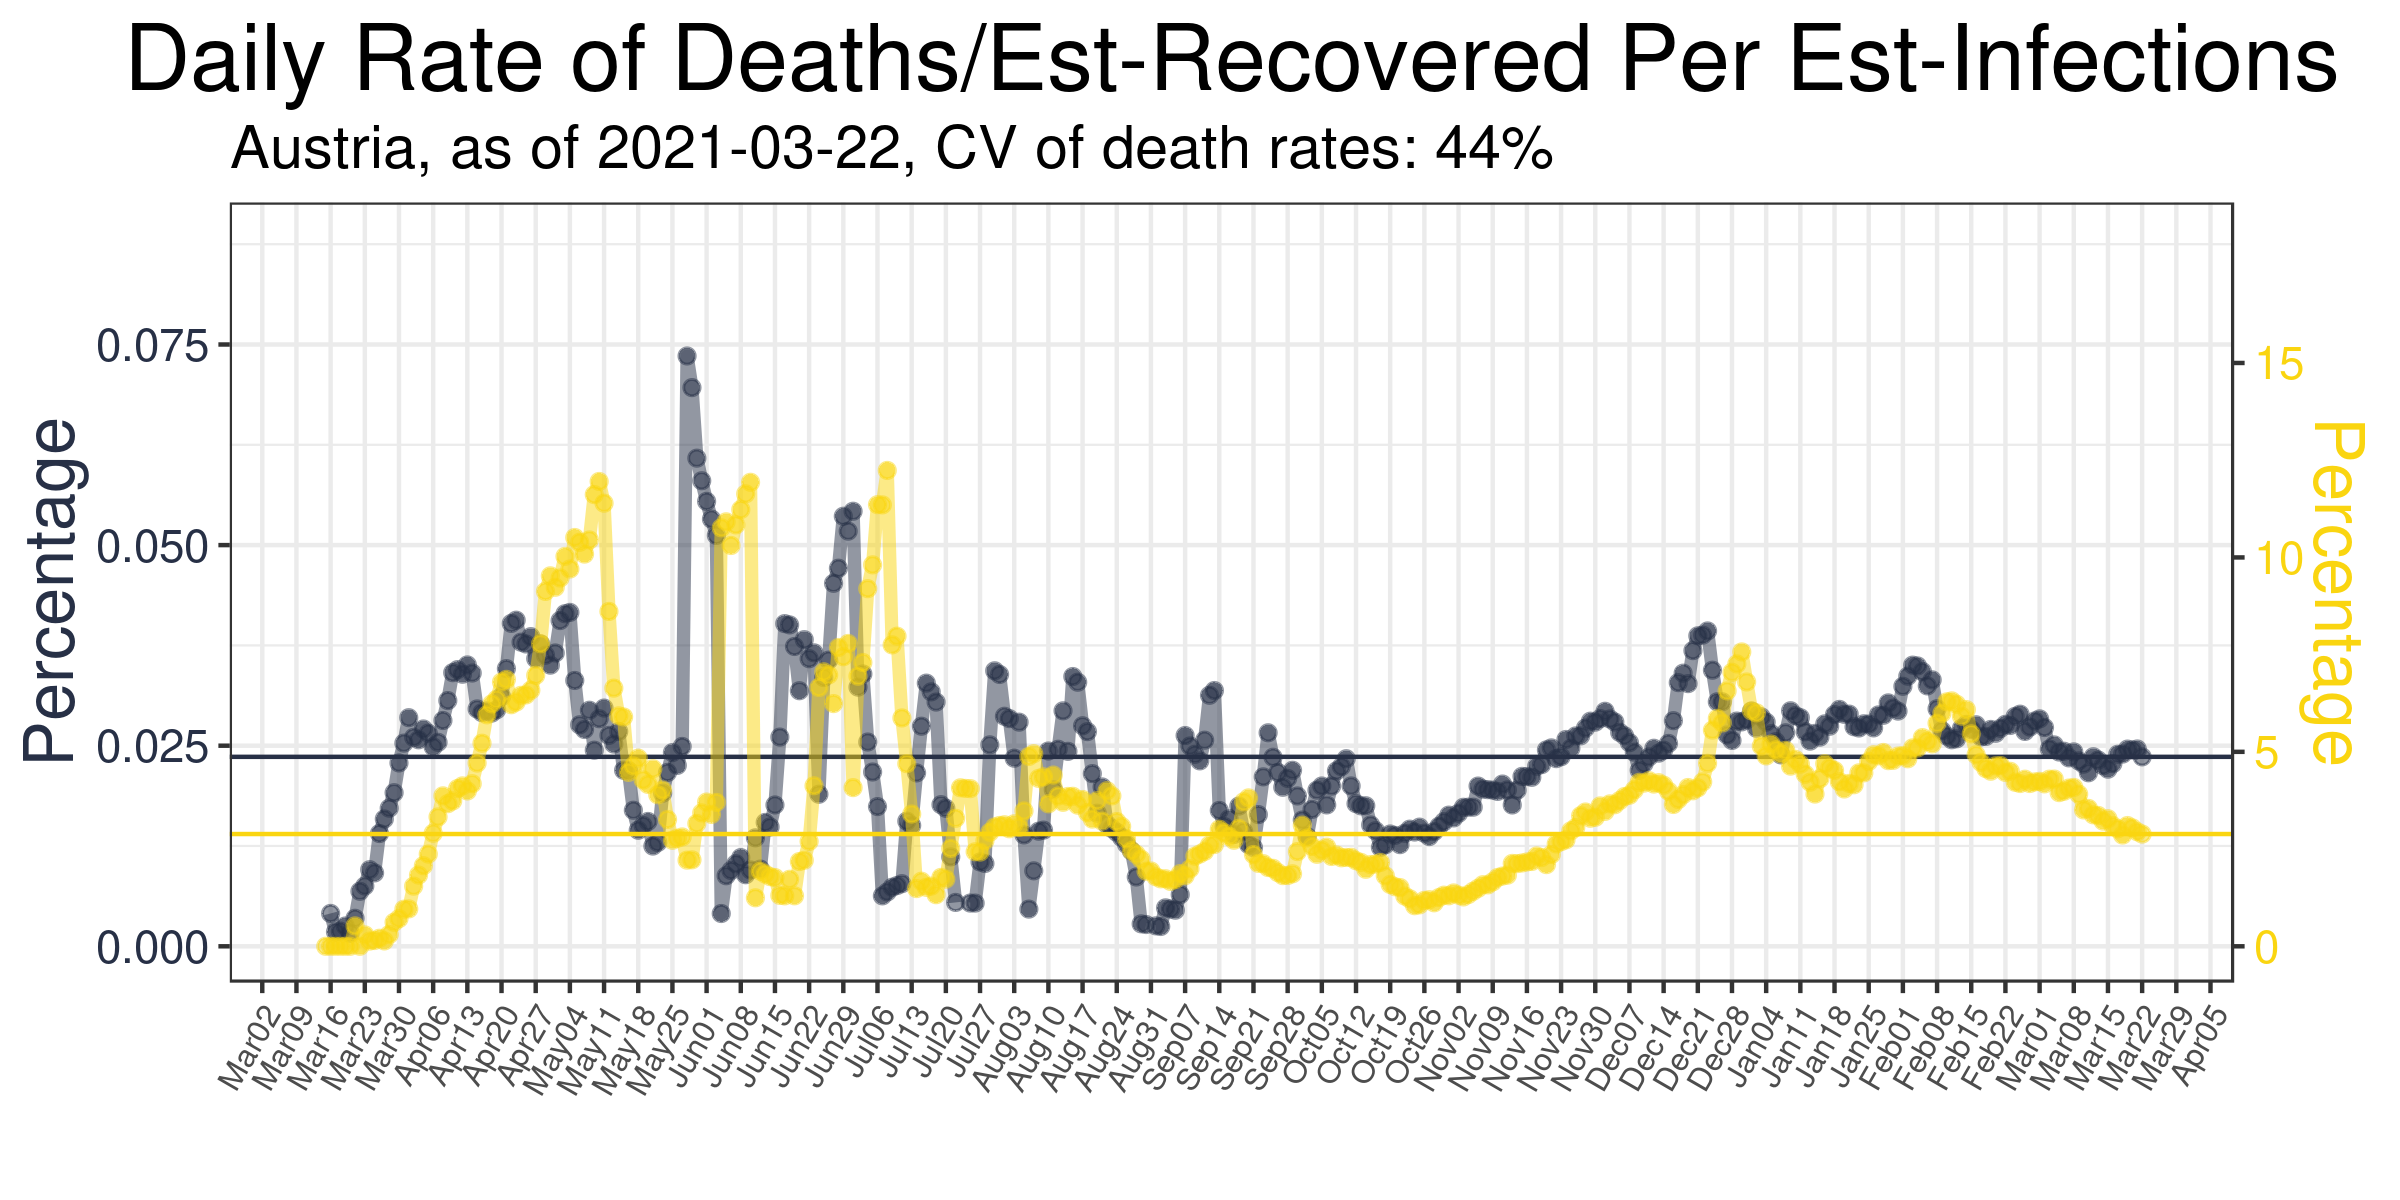 Daily Rate of Deaths/Est-Recovered Per Est-Infections
Austria, as of 2021-03-22, CV of death rates: 44%
Percentage
0.075
0.050
0.025
0.000
15
10
5
0
Percentage
Mar02
Mar09
Mar16
Mar23
Mar30
Apr06
Apr13
Apr20
Apr27
May04
May11
May18
May25
Jun01
Jun08
Jun15
Jun22
Jun29
Jul06
Jul13
Jul20
Jul27
Aug03
Aug10
Aug17
Aug24
Aug31
Sep07
Sep14
Sep21
Sep28
Oct05
Oct12
Oct19
Oct26
Nov02
Nov09
Nov16
Nov23
Nov30
Dec07
Dec14
Dec21
Dec28
Jan04
Jan11
Jan18
Jan25
Feb01
Feb08
Feb15
Feb22
Mar01
Mar08
Mar15
Mar22
Mar29
Apr05